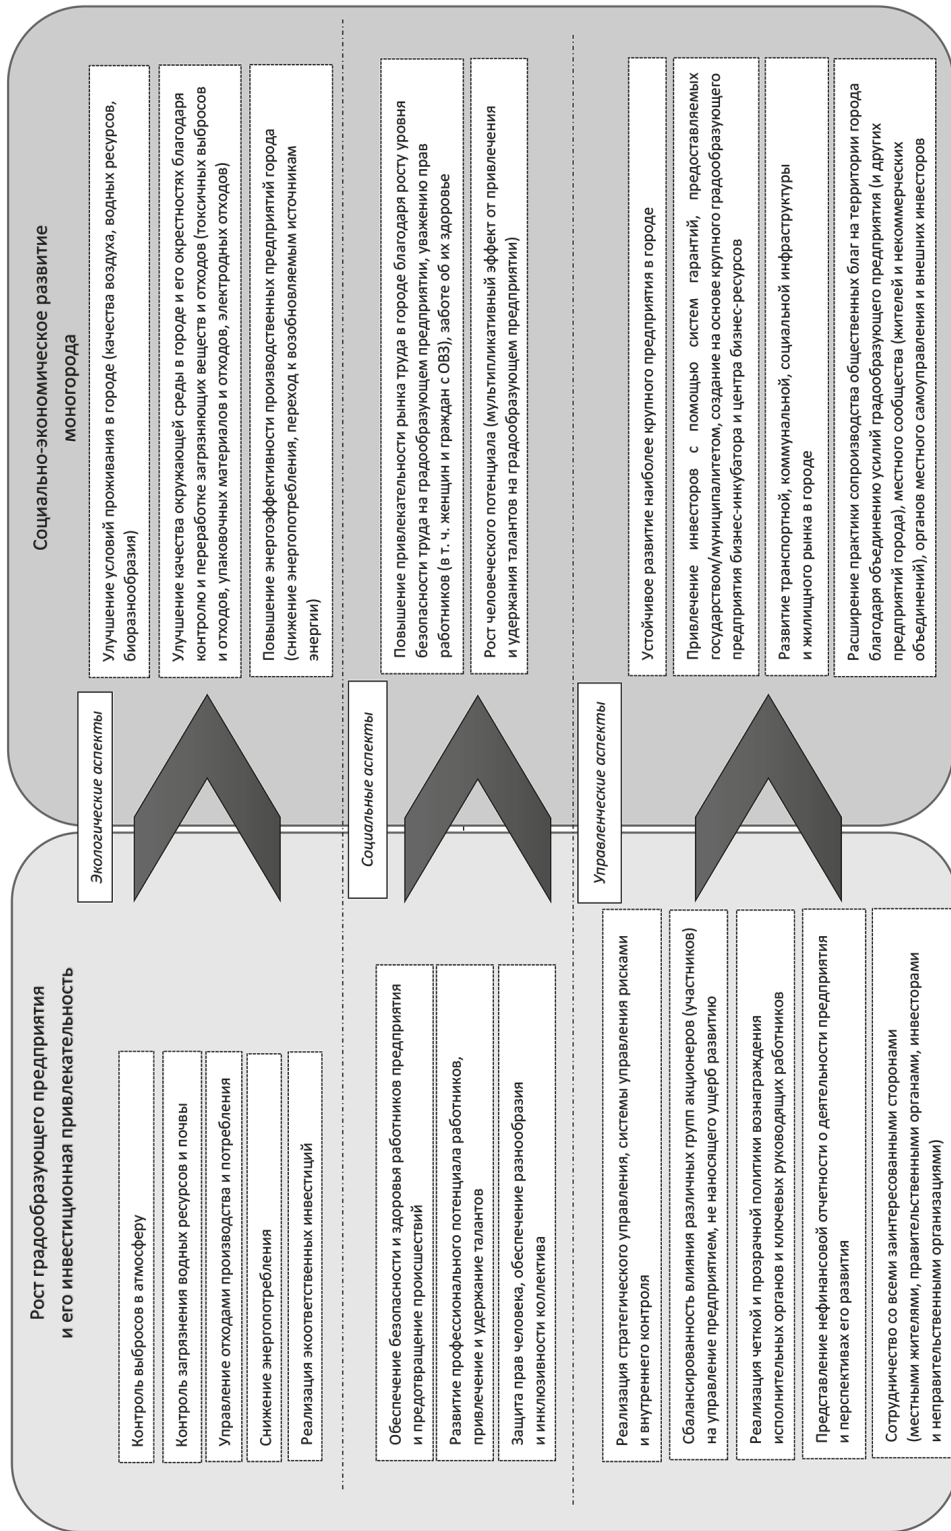 Рост градообразующего предприятия
и его инвестиционная привлекательность
Социально-экономическое развитие
моногорода
Экологические аспекты
Контроль выбросов в атмосферу
Контроль загрязнения водных ресурсов и почвы
Управление отходами производства и потребления
Снижение энергопотребления
Реализация экоответственных инвестиций
Улучшение условий проживания в городе (качества воздуха, водных ресурсов,
биоразнообразия)
Улучшение качества окружающей среды в городе и его окрестностях благодаря
контролю и переработке загрязняющих веществ и отходов (токсичных выбросов
и отходов, упаковочных материалов и отходов, электродных отходов)
Повышение энергоэффективности производственных предприятий города
(снижение энергопотребления, переход к возобновляемым источникам
энергии)
Социальные аспекты
Обеспечение безопасности и здоровья работников предприятия
и предотвращение происшествий
Развитие профессионального потенциала работников,
привлечение и удержание талантов
Защита прав человека, обеспечение разнообразия
и инклюзивности коллектива
Повышение привлекательности рынка труда в городе благодаря росту уровня
безопасности труда на градообразующем предприятии, уважению прав
работников (в т. ч. женщин и граждан с ОВЗ), заботе об их здоровье
Рост человеческого потенциала (мультипликативный эффект от привлечения
и удержания талантов на градообразующем предприятии)
Управленческие аспекты
Реализация стратегического управления, системы управления рисками
и внутреннего контроля
Сбалансированность влияния различных групп акционеров (участников)
на управление предприятием, не наносящего ущерб развитию
Реализация четкой и прозрачной политики вознаграждения
исполнительных органов и ключевых руководящих работников
Представление нефинансовой отчетности о деятельности предприятия
и перспективах его развития
Сотрудничество со всеми заинтересованными сторонами
(местными жителями, правительственными органами, инвесторами
и неправительственными организациями)
Устойчивое развитие наиболее крупного предприятия в городе
Привлечение инвесторов с помощью систем гарантий, предоставляемых
государством/муниципалитетом, создание на основе крупного градообразующего
предприятия бизнес-инкубатора и центра бизнес-ресурсов
Развитие транспортной, коммунальной, социальной инфраструктуры
и жилищного рынка в городе
Расширение практики сопроизводства общественных благ на территории города
благодаря объединению усилий градообразующего предприятия (и других
предприятий города), местного сообщества (жителей и некоммерческих
объединений), органов местного самоуправления и внешних инвесторов